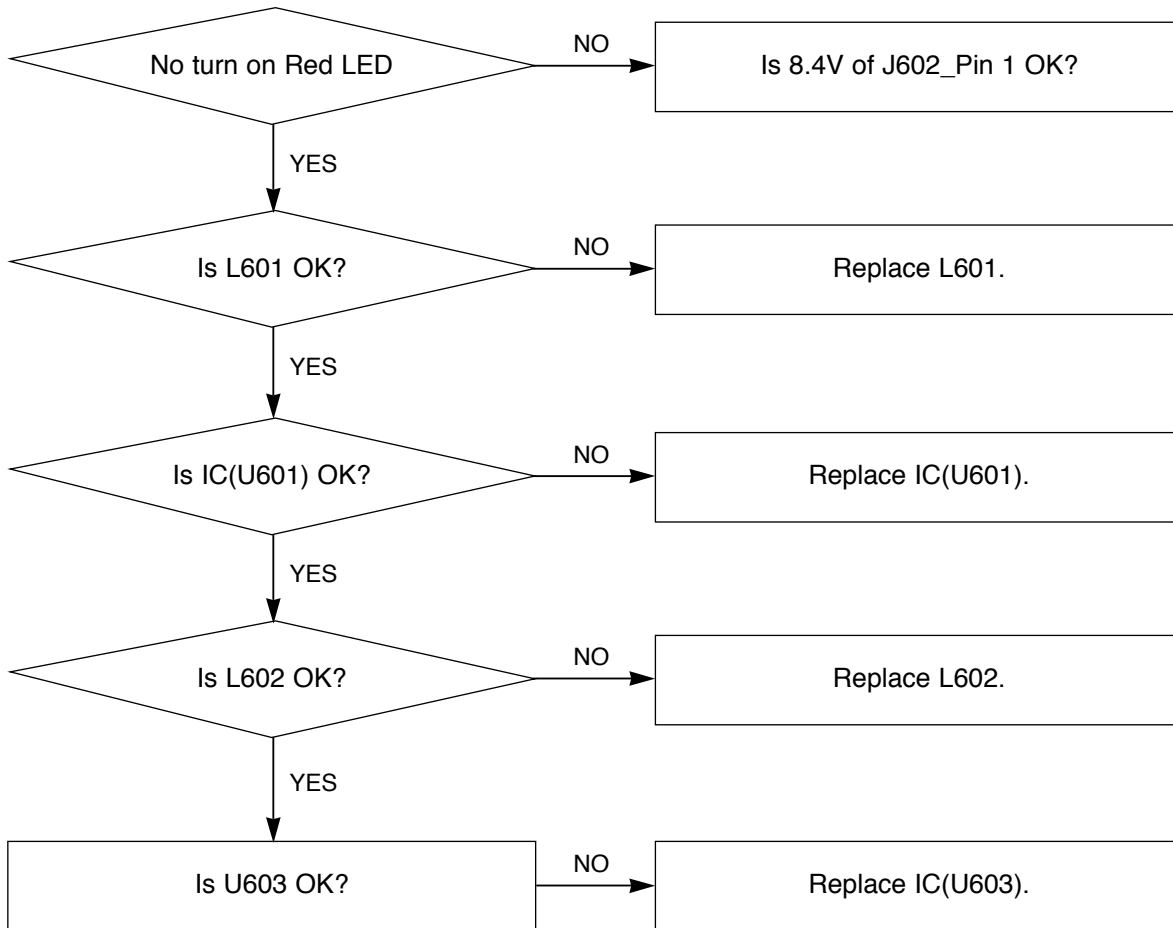 No turn on Red LED
NO
Is 8.4V of J602_Pin 1 OK?
YES
Is L601 OK?
NO
Replace L601.
YES
Is IC(U601) OK?
NO
Replace IC(U601).
YES
Is L602 OK?
NO
Replace L602.
YES
Is U603 OK?
NO
Replace IC(U603).